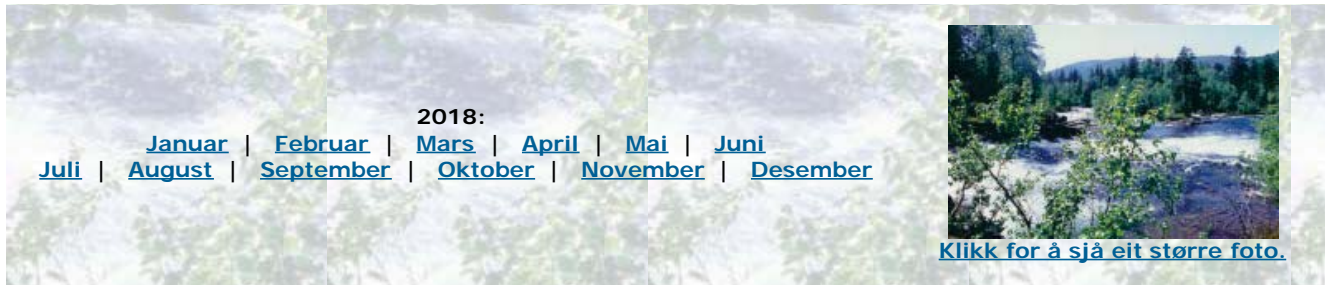 2018:
Januar | Februar | Mars | April | Mai | Juni
Juli | August | September | Oktober | November | Desember
Klikk for å sjå eit større foto.